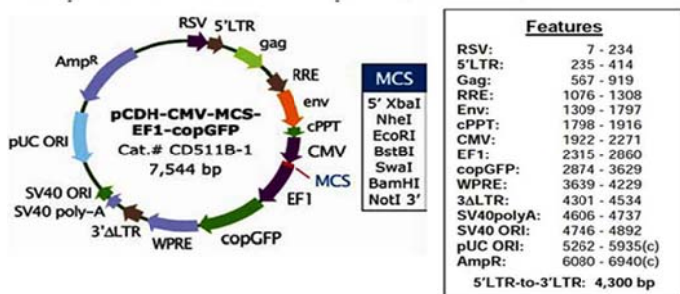 RSV
5'LTR
gag
RRE
env
cPPT
CMV
MCS
EF1
copGFP
WPRE
3'ΔLTR
SV40 poly-A
SV40 ORI
pUC ORI
AmpR
pCDH-CMV-MCS-
EF1-copGFP
Cat.# CD511B-1
7,544 bp
MCS
5' XbaI
NheI
EcoRI
BstBI
SwaI
BamHI
NotI 3'
Features
RSV: 7 - 234
5'LTR: 235 - 414
Gag: 567 - 919
RRE: 1076 - 1308
Env: 1309 - 1797
cPPT: 1798 - 1916
CMV: 1922 - 2271
EF1: 2315 - 2860
copGFP: 2874 - 3629
WPRE: 3639 - 4229
3ΔLTR: 4301 - 4534
SV40polyA: 4606 - 4737
SV40 ORI: 4746 - 4892
pUC ORI: 5262 - 5935(c)
AmpR: 6080 - 6940(c)
5'LTR-to-3'LTR: 4,300 bp